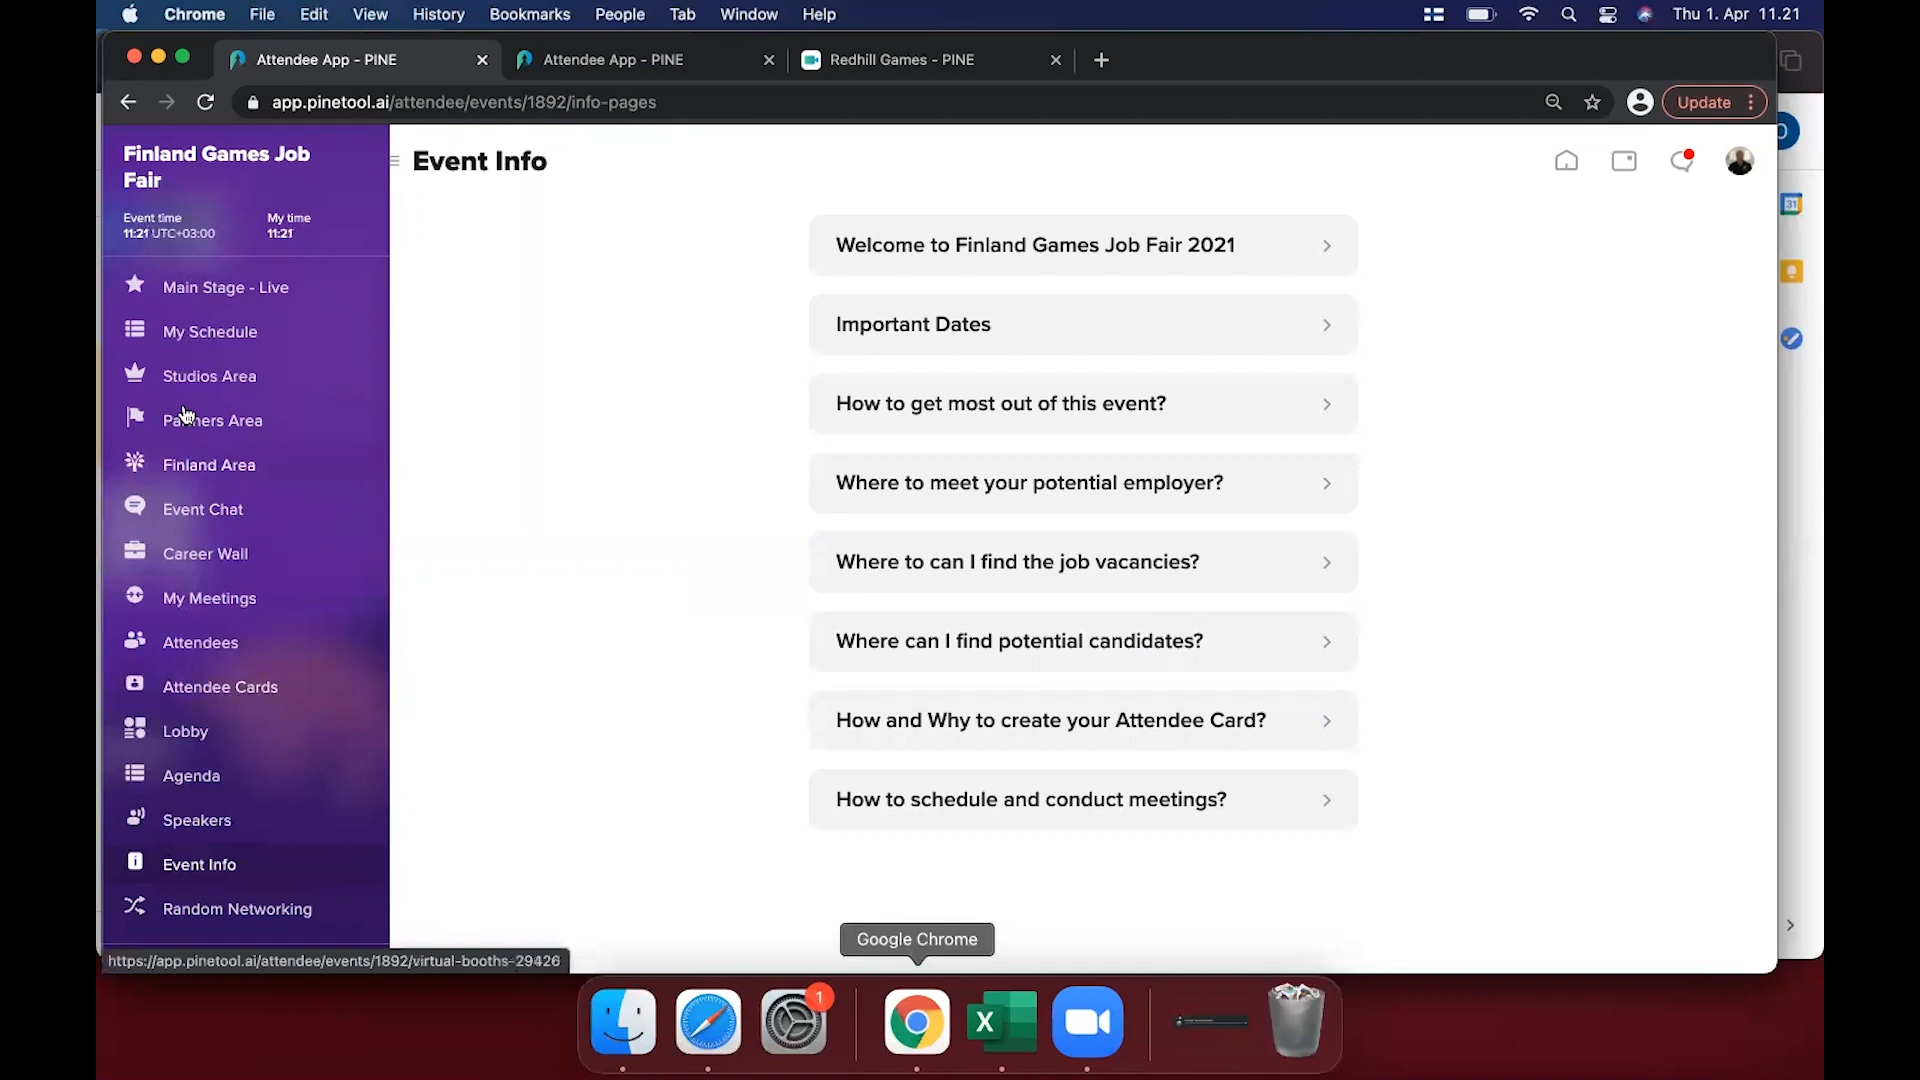 Chrome File Edit View History Bookmarks People Tab Window Help Thu 1. Apr 11.21
Attendee App - PINE Attendee App - PINE Redhill Games - PINE
app.pinetool.ai/attendee/events/1892/info-pages Update
Finland Games Job
Fair
Event Info
Event time My time
11:21 UTC+03:00 11:21
Main Stage - Live
My Schedule
Studios Area
Partners Area
Finland Area
Event Chat
Career Wall
My Meetings
Attendees
Attendee Cards
Lobby
Agenda
Speakers
Event Info
Random Networking
Welcome to Finland Games Job Fair 2021
Important Dates
How to get most out of this event?
Where to meet your potential employer?
Where to can I find the job vacancies?
Where can I find potential candidates?
How and Why to create your Attendee Card?
How to schedule and conduct meetings?
Google Chrome
https://app.pinetool.ai/attendee/events/1892/virtual-booths-29426
31
1
X